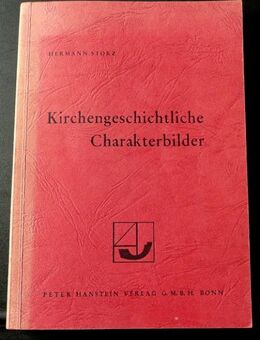 HERMANN STORZ
Kirchengeschichtliche
Charakterbilder
PETER HANSTEIN VERLAG G.M.B.H. BONN